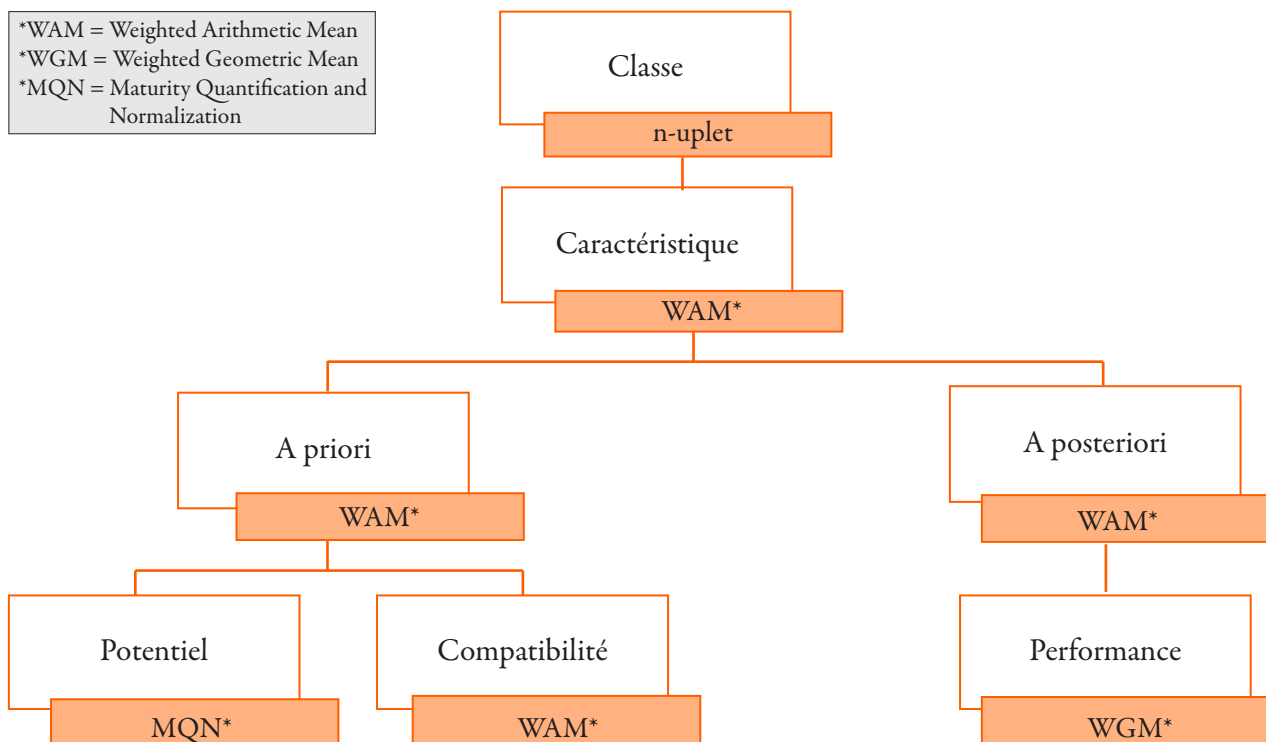 *WAM = Weighted Arithmetic Mean
*WGM = Weighted Geometric Mean
*MQN = Maturity Quantification and
Normalization
Classe
n-uplet
Caractéristique
WAM*
A priori
WAM*
A posteriori
WAM*
Potentiel
MQN*
Compatibilité
WAM*
Performance
WGM*